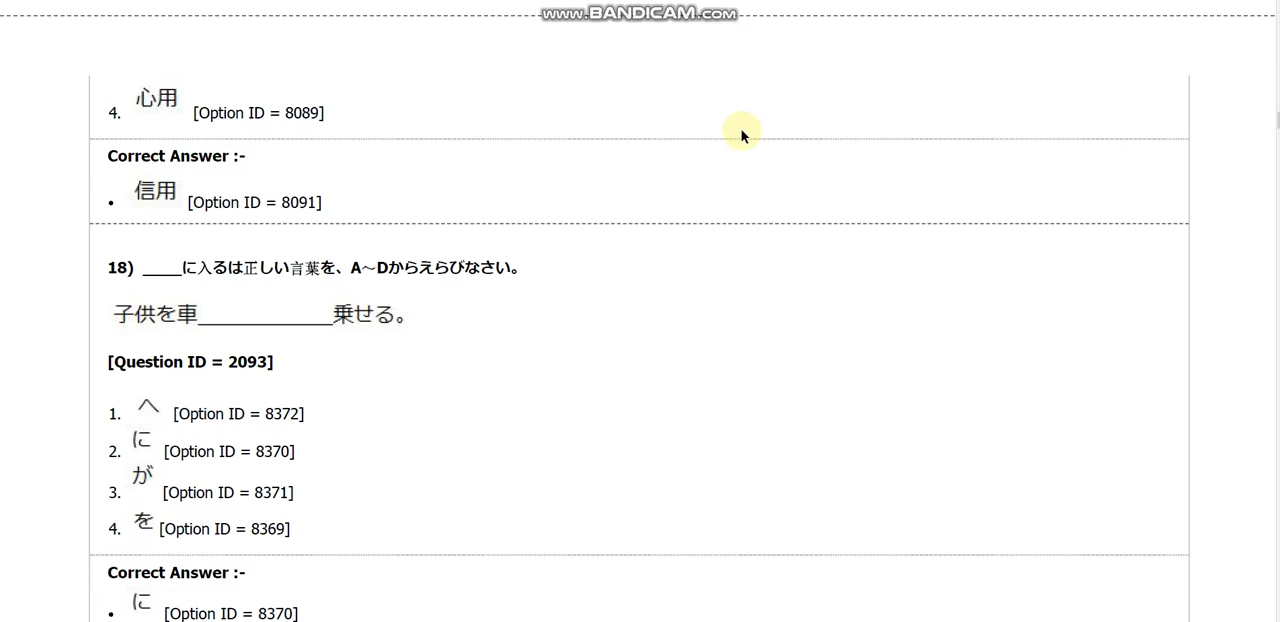 www.BANDICAM.com
4. 心用 [Option ID = 8089]
Correct Answer :-
• 信用 [Option ID = 8091]
18) _____に入るは正しい言葉を、A～Dからえらびなさい。
子供を車____________乗せる。
[Question ID = 2093]
1. へ [Option ID = 8372]
2. に [Option ID = 8370]
3. が [Option ID = 8371]
4. を [Option ID = 8369]
Correct Answer :-
• に [Option ID = 8370]